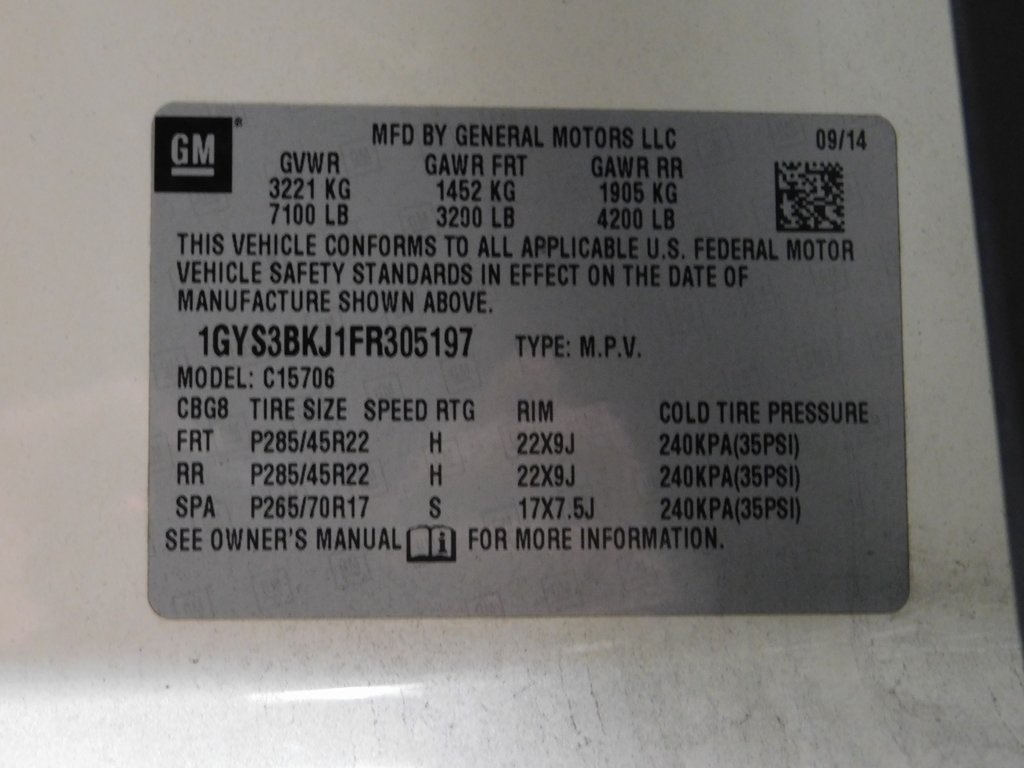 GM®
MFD BY GENERAL MOTORS LLC 09/14
GVWR GAWR FRT GAWR RR
3221 KG 1452 KG 1905 KG
7100 LB 3200 LB 4200 LB
THIS VEHICLE CONFORMS TO ALL APPLICABLE U.S. FEDERAL MOTOR
VEHICLE SAFETY STANDARDS IN EFFECT ON THE DATE OF
MANUFACTURE SHOWN ABOVE.
1GYS3BKJ1FR305197 TYPE: M.P.V.
MODEL: C15706
CBG8 TIRE SIZE SPEED RTG RIM COLD TIRE PRESSURE
FRT P285/45R22 H 22X9J 240KPA(35PSI)
RR P285/45R22 H 22X9J 240KPA(35PSI)
SPA P265/70R17 S 17X7.5J 240KPA(35PSI)
SEE OWNER'S MANUAL i FOR MORE INFORMATION.